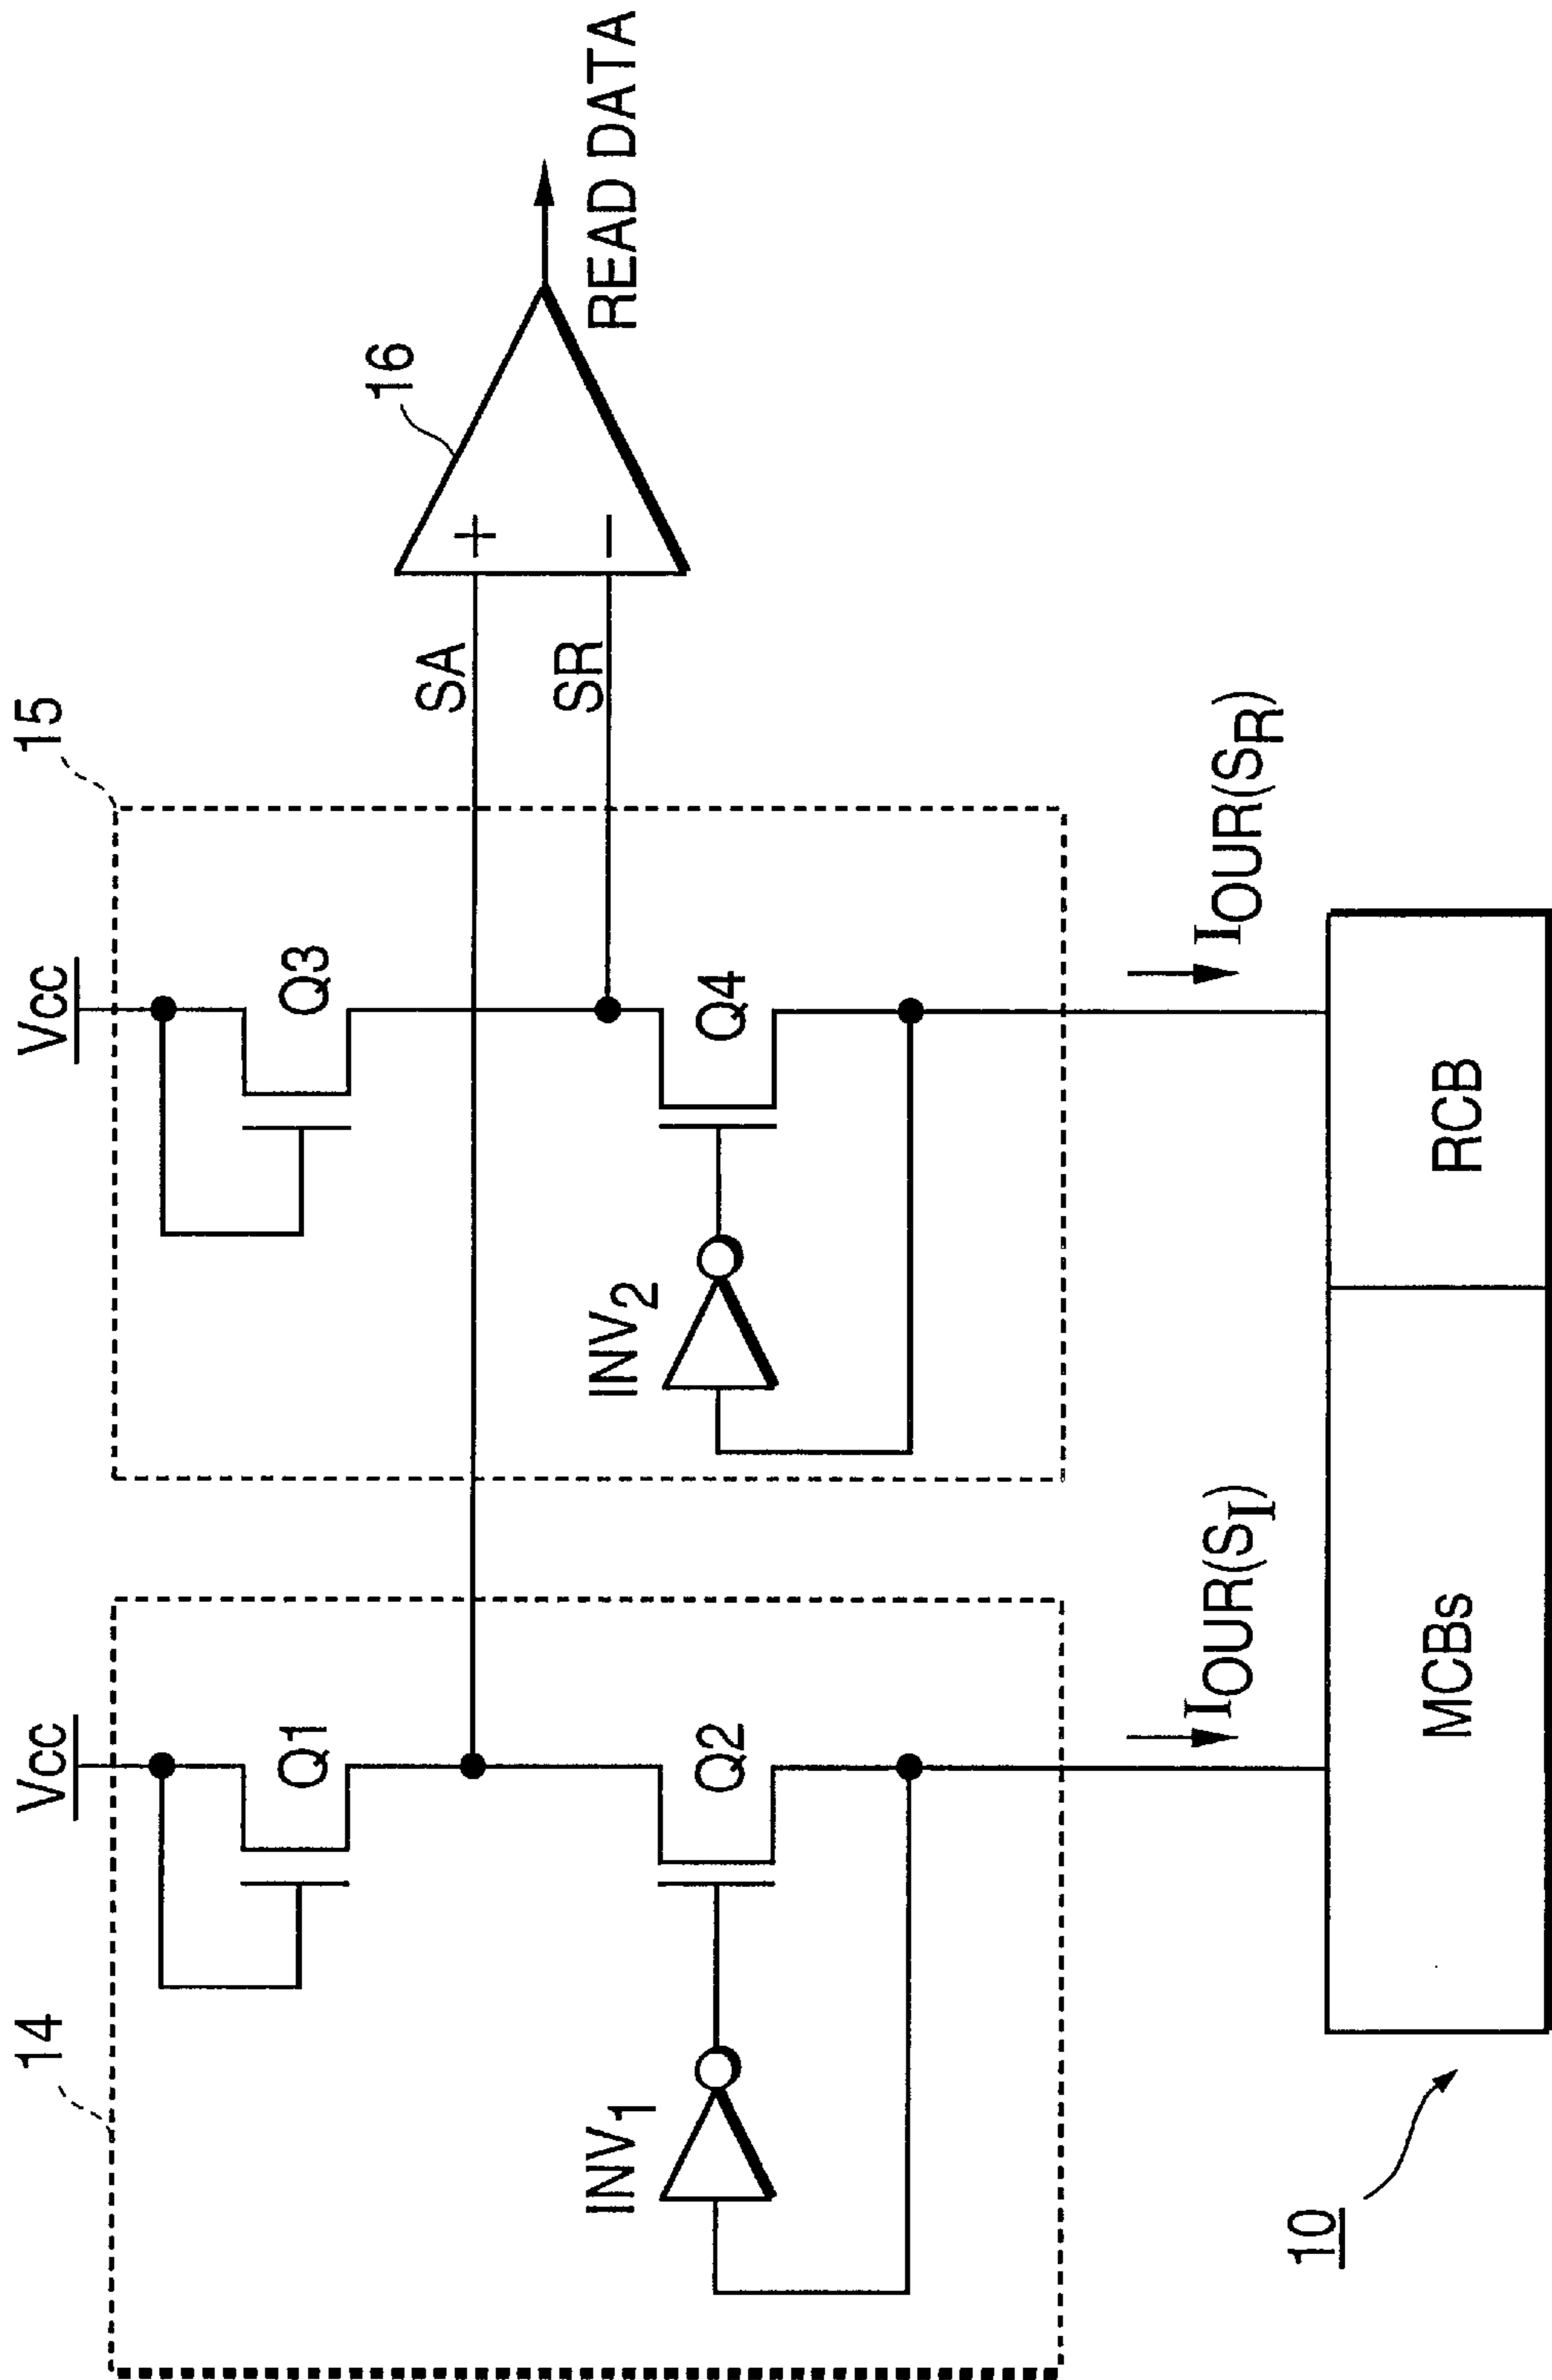 14
15
Vcc
Vcc
Q1
Q3
16
SA
SR
+
−
READ DATA
INV1
Q2
INV2
Q4
IOUR(SI)
IOUR(SR)
10
MCBs
RCB